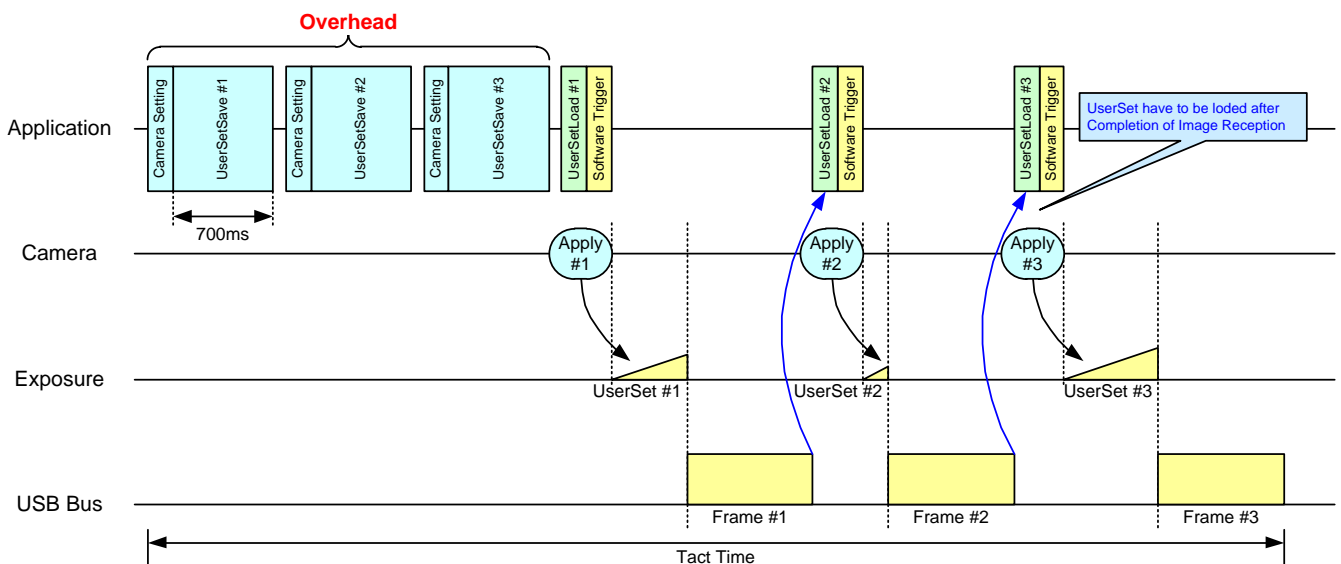 Overhead
Application
Camera Setting
UserSetSave #1
Camera Setting
UserSetSave #2
Camera Setting
UserSetSave #3
UserSetLoad #1
Software Trigger
UserSetLoad #2
Software Trigger
UserSetLoad #3
Software Trigger
UserSet have to be loded after
Completion of Image Reception
700ms
Camera
Apply
#1
Apply
#2
Apply
#3
Exposure
UserSet #1
UserSet #2
UserSet #3
USB Bus
Frame #1
Frame #2
Frame #3
Tact Time